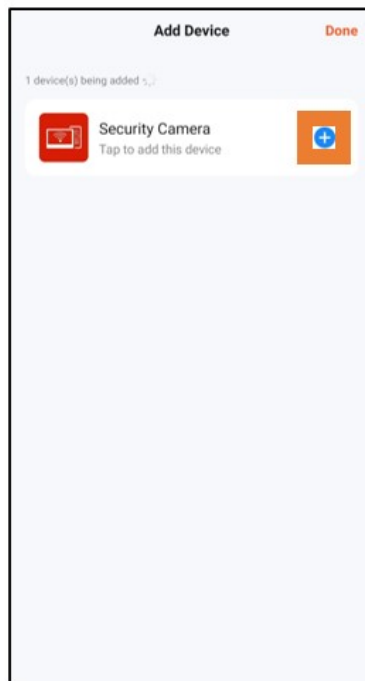 Add Device
Done
1 device(s) being added
Security Camera
Tap to add this device